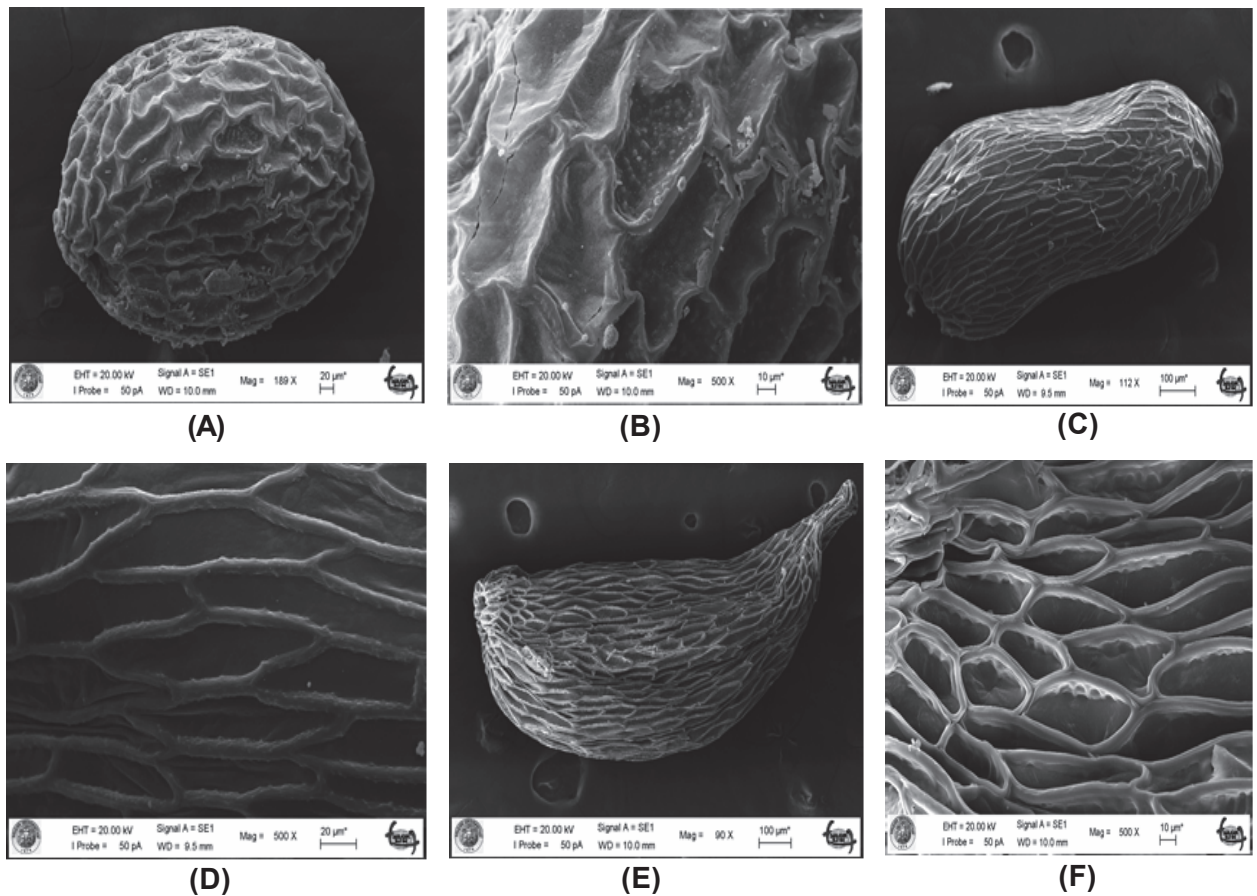 EHT = 20.00 kV Signal A = SE1 Mag = 189 X 20 µm*
I Probe = 50 pA WD = 10.0 mm
(A)
EHT = 20.00 kV Signal A = SE1 Mag = 500 X 10 µm*
I Probe = 50 pA WD = 10.0 mm
(B)
EHT = 20.00 kV Signal A = SE1 Mag = 112 X 100 µm*
I Probe = 50 pA WD = 9.5 mm
(C)
EHT = 20.00 kV Signal A = SE1 Mag = 500 X 20 µm*
I Probe = 50 pA WD = 9.5 mm
(D)
EHT = 20.00 kV Signal A = SE1 Mag = 90 X 100 µm*
I Probe = 50 pA WD = 10.0 mm
(E)
EHT = 20.00 kV Signal A = SE1 Mag = 500 X 10 µm*
I Probe = 50 pA WD = 10.0 mm
(F)